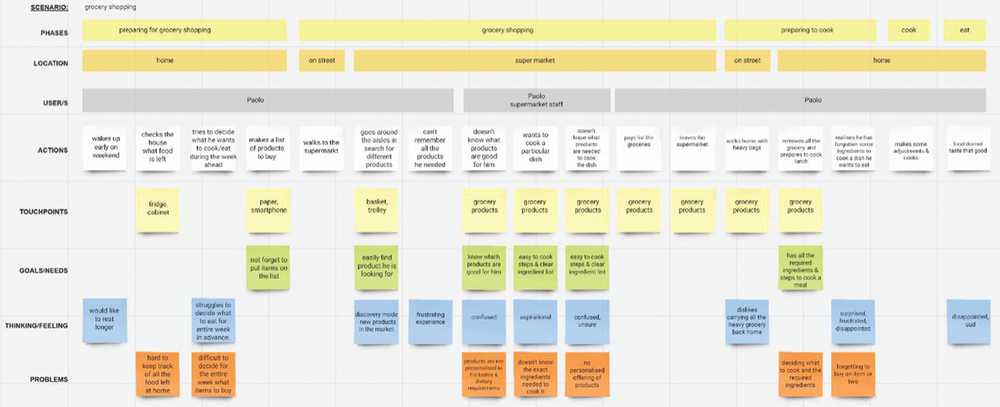 SCENARIO: grocery shopping
PHASES
preparing for grocery shopping
grocery shopping
preparing to cook
cook
eat
LOCATION
home
on street
super market
on street
home
USER/S
Paolo
Paolo
supermarket staff
Paolo
ACTIONS
wakes up
early on
weekend
checks the
house what
food is
left
tries to decide
what he wants
to cook/eat
during the week
ahead
makes a list
of products
to buy
walks to the
supermarkt
goes around
the aisles in
search for
different
products
can't
remember all
the products
he needed
doesn't
know what
products
are good
for him.
wants to
cook a
particular
dish
doesn't know
what
products
are needed
to cook the
dish
pays for the
groceries
leaves the
supermarket
walks home with
heavy bags
removes all the
grocery and
prepares to cook
lunch
realises he has
forgotten some
ingredients to
cook a dish he
wants to eat
makes some
adjustments &
cooks
food doesnt
taste that good
TOUCHPOINTS
fridge,
cabinet
paper,
smartphone
basket,
trolley
grocery
products
grocery
products
grocery
products
grocery
products
grocery
products
grocery
products
grocery
products
GOALS/NEEDS
not forget to
put items on
the list
easily find
product he is
looking for
know which
products are
good for him
easy to cook
steps & clear
ingredient list
easy to cook
steps & clear
ingredient list
has all the
required
ingredients &
steps to cook a
meal
THINKING/FEELING
would like
to rest
longer
struggles to
decide what
to eat for
entire week
in advance.
discovery mode
new products
in the market
frustrating
experience
confused
aspirational
confused,
unsure
dislikes
carrying all the
heavy grocery
back home
surprised,
frustrated,
disappointed
disappointed,
sad
PROBLEMS
hard to
keep track
of all the
food left
at home
difficult to
decide for
the entire
week what
items to buy
products are not
personalised to
his tastes &
dietary
requirements
doesn't know
the exact
ingredients
needed to
cook it
no
personalised
offering of
products
deciding what
to cook and the
required
ingredients
forgetting to
buy an item or
two